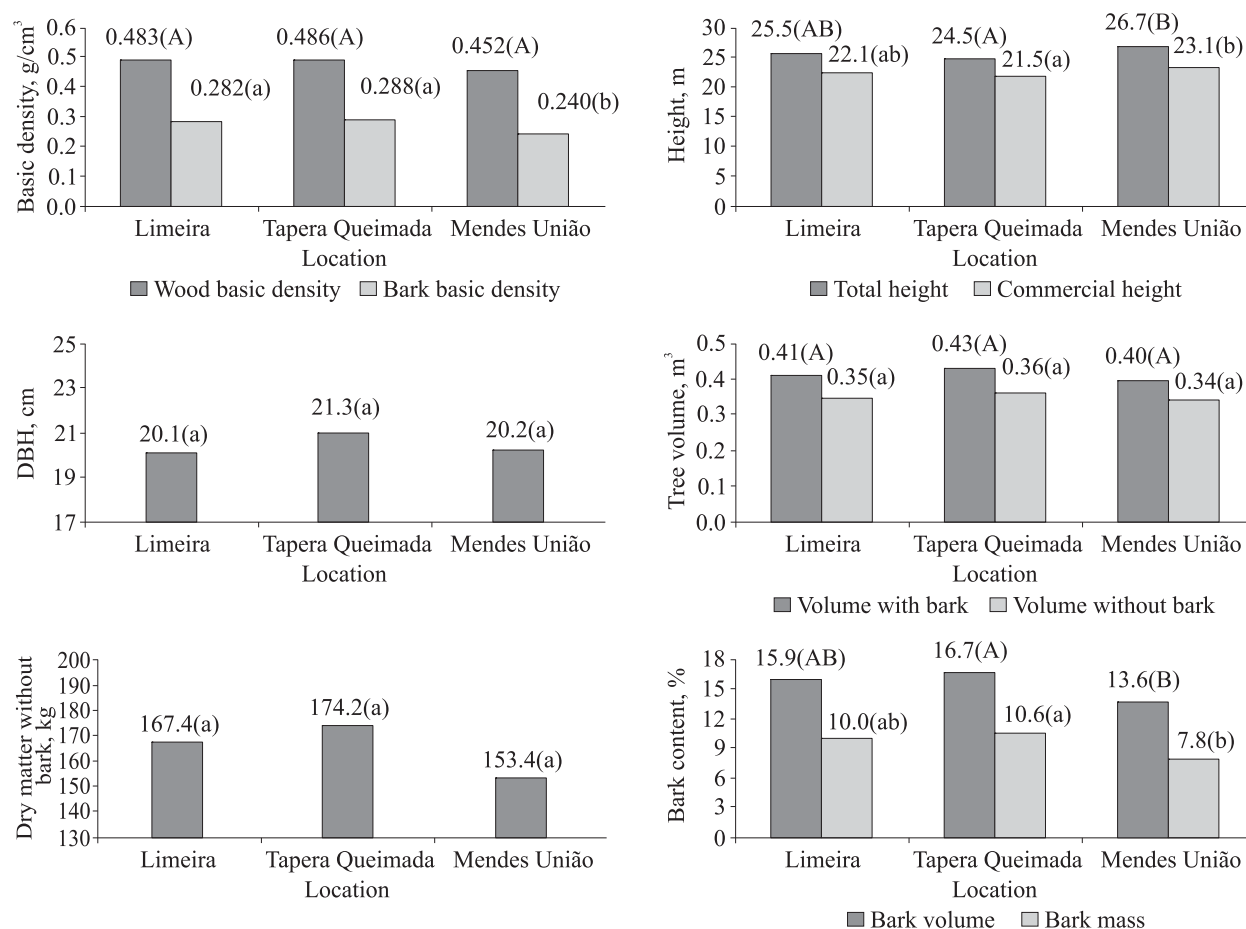 Basic density, g/cm³
0.6
0.5
0.4
0.3
0.2
0.1
0.0
0.483(A)
0.282(a)
0.486(A)
0.288(a)
0.452(A)
0.240(b)
Limeira
Tapera Queimada
Mendes União
Location
Wood basic density
Bark basic density
Height, m
30
25
20
15
10
5
0
25.5(AB)
22.1(ab)
24.5(A)
21.5(a)
26.7(B)
23.1(b)
Limeira
Tapera Queimada
Mendes União
Location
Total height
Commercial height
DBH, cm
25
23
21
19
17
20.1(a)
21.3(a)
20.2(a)
Limeira
Tapera Queimada
Mendes União
Location
Tree volume, m³
0.5
0.4
0.3
0.2
0.1
0.0
0.41(A)
0.35(a)
0.43(A)
0.36(a)
0.40(A)
0.34(a)
Limeira
Tapera Queimada
Mendes União
Location
Volume with bark
Volume without bark
Dry matter without
bark, kg
200
190
180
170
160
150
140
130
167.4(a)
174.2(a)
153.4(a)
Limeira
Tapera Queimada
Mendes União
Location
Bark content, %
18
15
12
9
6
3
0
15.9(AB)
10.0(ab)
16.7(A)
10.6(a)
13.6(B)
7.8(b)
Limeira
Tapera Queimada
Mendes União
Location
Bark volume
Bark mass